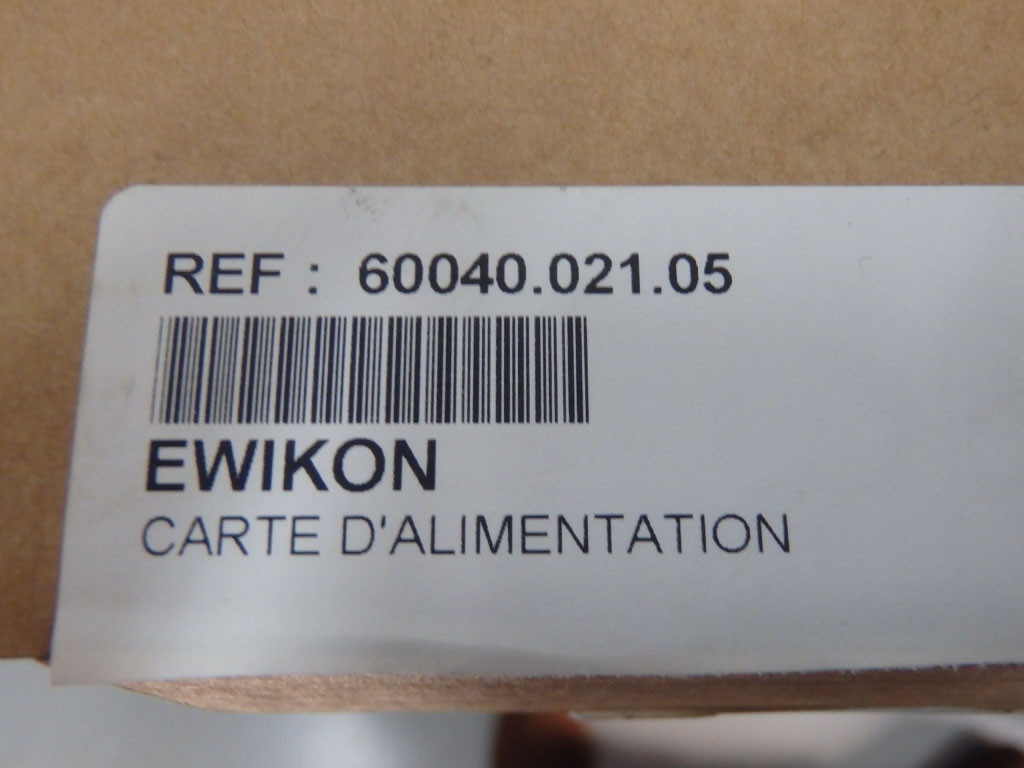 REF : 60040.021.05
EWIKON
CARTE D'ALIMENTATION